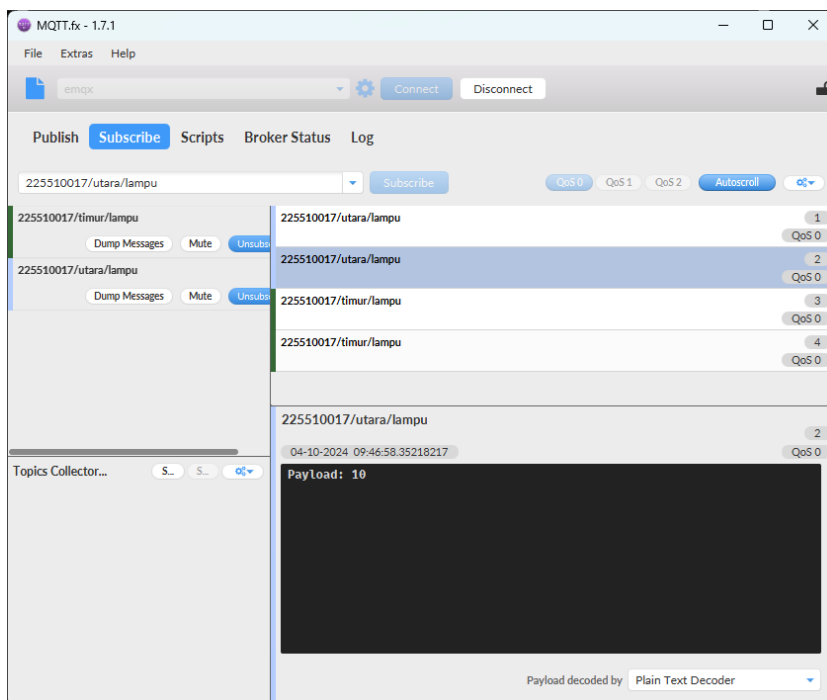 MQTT.fx - 1.7.1
File Extras Help
emqx Connect Disconnect
Publish Subscribe Scripts Broker Status Log
225510017/utara/lampu Subscribe QoS 0 QoS 1 QoS 2 Autoscroll
225510017/timur/lampu
Dump Messages Mute Unsubs
225510017/utara/lampu
Dump Messages Mute Unsubs
225510017/utara/lampu 1
QoS 0
225510017/utara/lampu 2
QoS 0
225510017/timur/lampu 3
QoS 0
225510017/timur/lampu 4
QoS 0
Topics Collector... S... S...
225510017/utara/lampu
2
04-10-2024 09:46:58.35218217 QoS 0
Payload: 10
Payload decoded by Plain Text Decoder